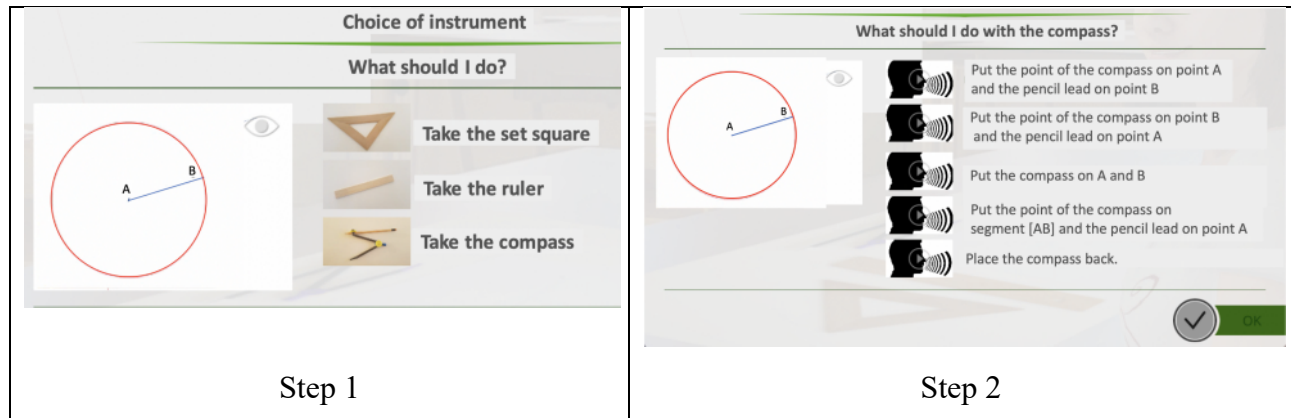 Choice of instrument
What should I do?
A
B
Take the set square
Take the ruler
Take the compass
Step 1
What should I do with the compass?
A
B
Put the point of the compass on point A
and the pencil lead on point B
Put the point of the compass on point B
and the pencil lead on point A
Put the compass on A and B
Put the point of the compass on
segment [AB] and the pencil lead on point A
Place the compass back.
OK
Step 2